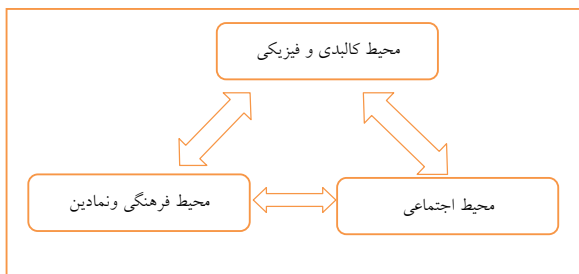 محیط کالبدی و فیزیکی
محیط اجتماعی
محیط فرهنگی ونمادین